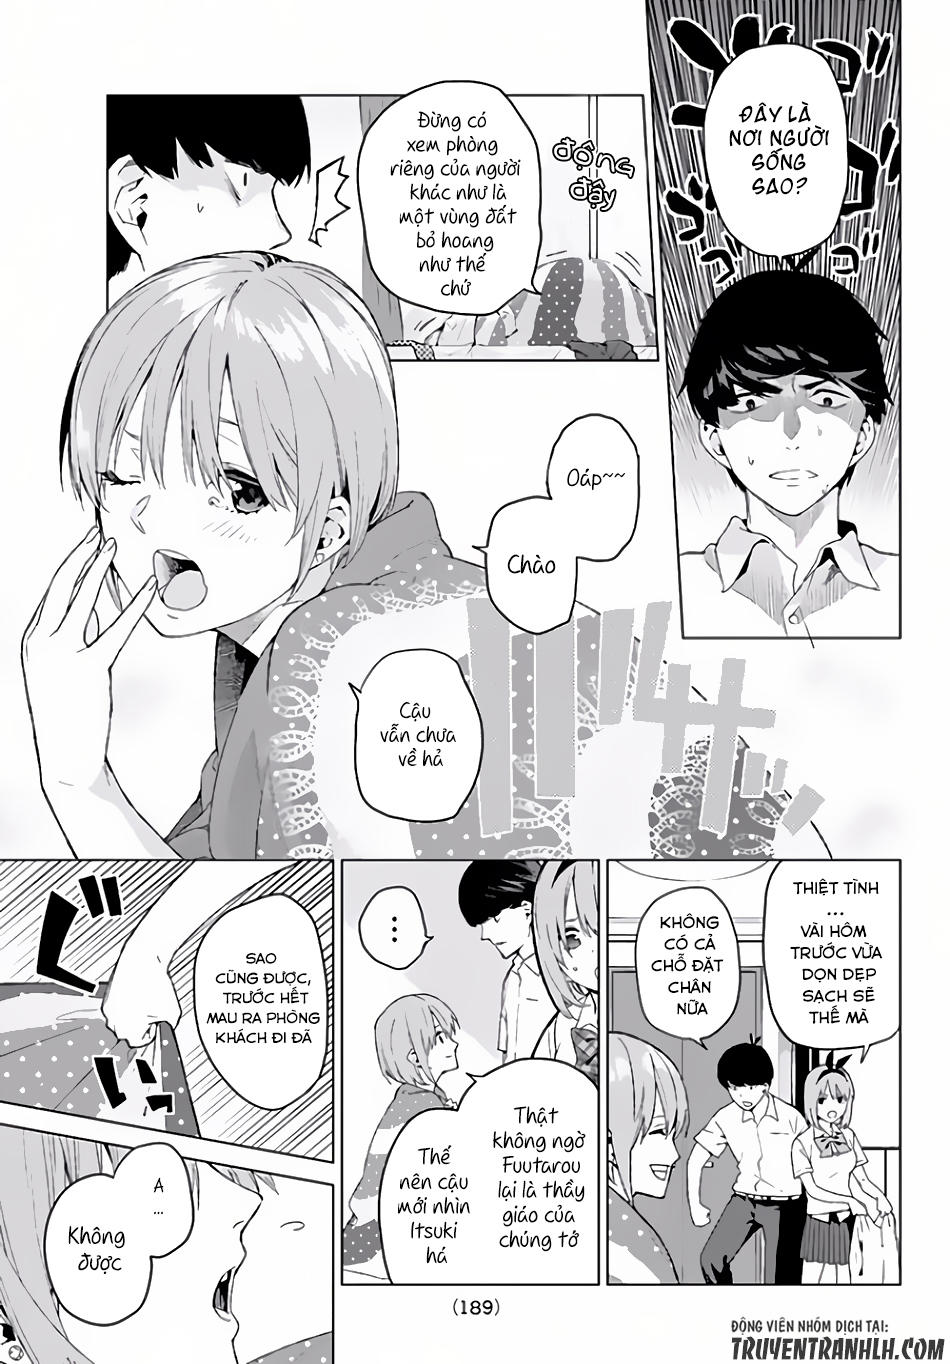 ĐÂY LÀ
NƠI NGƯỜI
SỐNG
SAO?
động
đậy
Đừng có
xem phòng
riêng của người
khác như là
một vùng đất
bỏ hoang
như thế
chứ
Oáp~~
Chào
Cậu
vẫn chưa
về hả
THIỆT TÌNH
...
VÀI HÔM
TRƯỚC VỪA
DỌN DẸP
SẠCH SẼ
THẾ MÀ
KHÔNG
CÓ CẢ
CHỖ ĐẶT
CHÂN
NỮA
...
Thật
không ngờ
Fuutarou
lại là thầy
giáo của
chúng tớ
Thế
nên cậu
mới nhìn
Itsuki
há
SAO
CŨNG ĐƯỢC,
TRƯỚC HẾT
MAU RA PHÒNG
KHÁCH ĐI ĐÃ
A
...
Không
được
(189)
ĐỘNG VIÊN NHÓM DỊCH TẠI:
TRUYENTRANHLH.COM